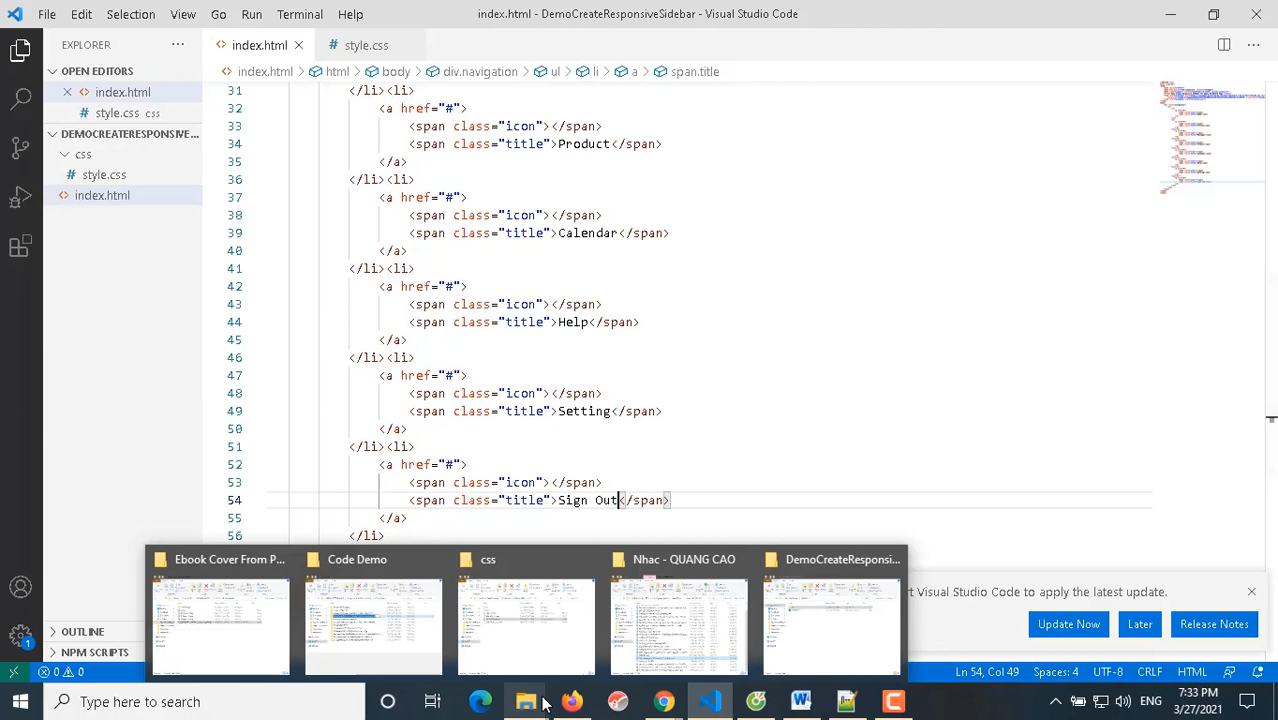 File Edit Selection View Go Run Terminal Help
index.html - DemoCreateResponsiveSidebar - Visual Studio Code
EXPLORER ···
index.html
style.css
OPEN EDITORS
index.html
style.css css
DEMOCREATERESPONSIVE...
css
style.css
index.html
index.html html body div.navigation ul li a span.title
31 </li><li>
32 <a href="#">
33 <span class="icon"></span>
34 <span class="title">Product</span>
35 </a>
36 </li><li>
37 <a href="#">
38 <span class="icon"></span>
39 <span class="title">Calendar</span>
40 </a>
41 </li><li>
42 <a href="#">
43 <span class="icon"></span>
44 <span class="title">Help</span>
45 </a>
46 </li><li>
47 <a href="#">
48 <span class="icon"></span>
49 <span class="title">Setting</span>
50 </a>
51 </li><li>
52 <a href="#">
53 <span class="icon"></span>
54 <span class="title">Sign Out</span>
55 </a>
56 </li>
Ebook Cover From P...
Code Demo
css
Nhac - QUANG CAO
DemoCreateResponsi...
t Visual Studio Code to apply the latest update.
Update Now Later Release Notes
OUTLINE
NPM SCRIPTS
1
0 0
Ln 54, Col 49 Spaces: 4 UTF-8 CRLF HTML
Type here to search
ENG
7:33 PM
3/27/2021